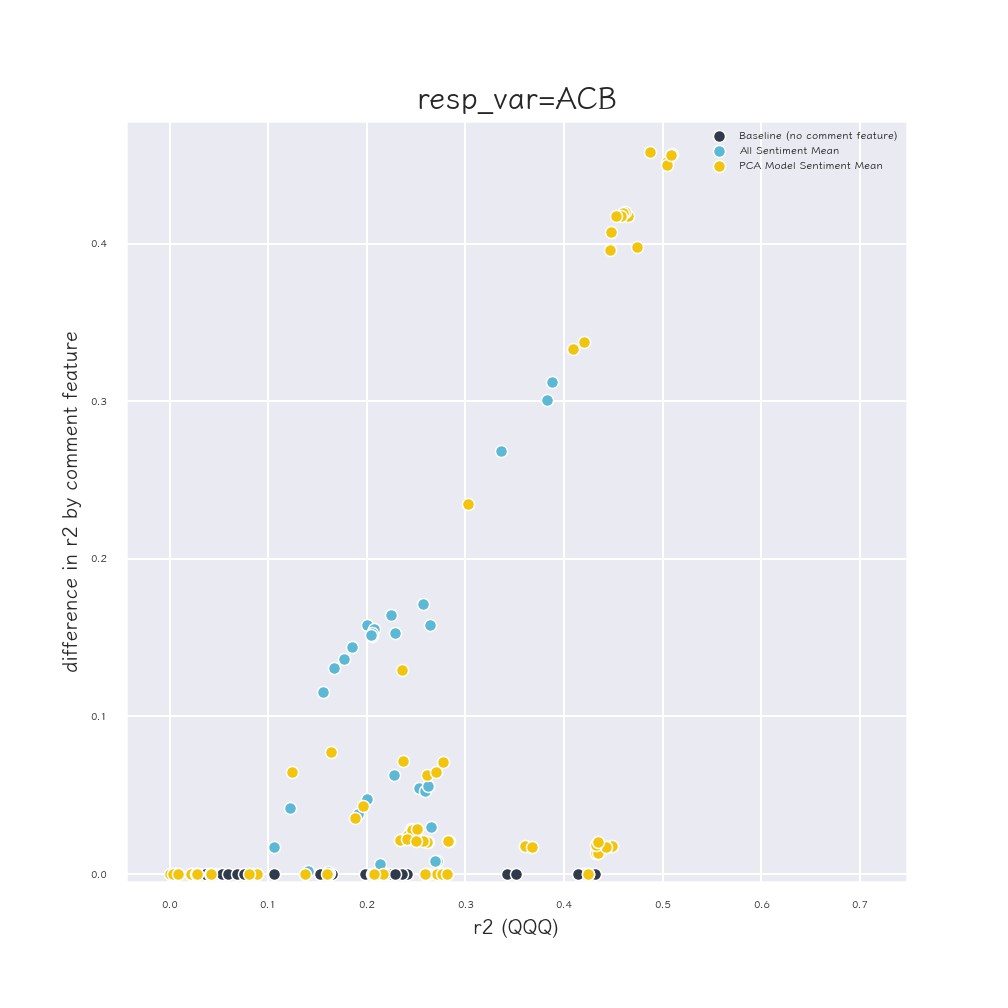 resp_var=ACB
Baseline (no comment feature)
All Sentiment Mean
PCA Model Sentiment Mean
difference in r2 by comment feature
0.4
0.3
0.2
0.1
0.0
0.0 0.1 0.2 0.3 0.4 0.5 0.6 0.7
r2 (QQQ)